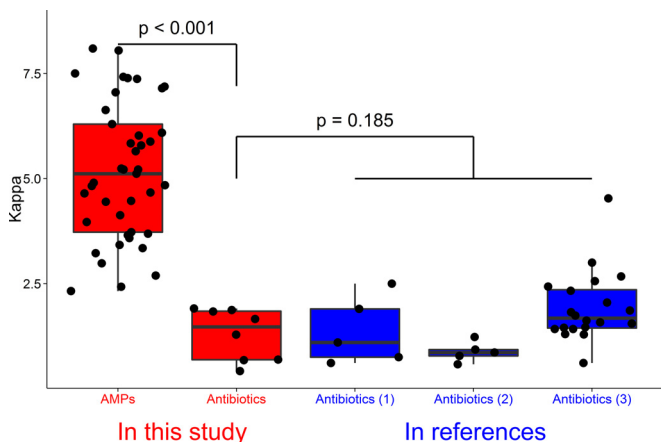 p < 0.001
p = 0.185
Kappa
7.5
5.0
2.5
AMPs Antibiotics Antibiotics (1) Antibiotics (2) Antibiotics (3)
In this study In references